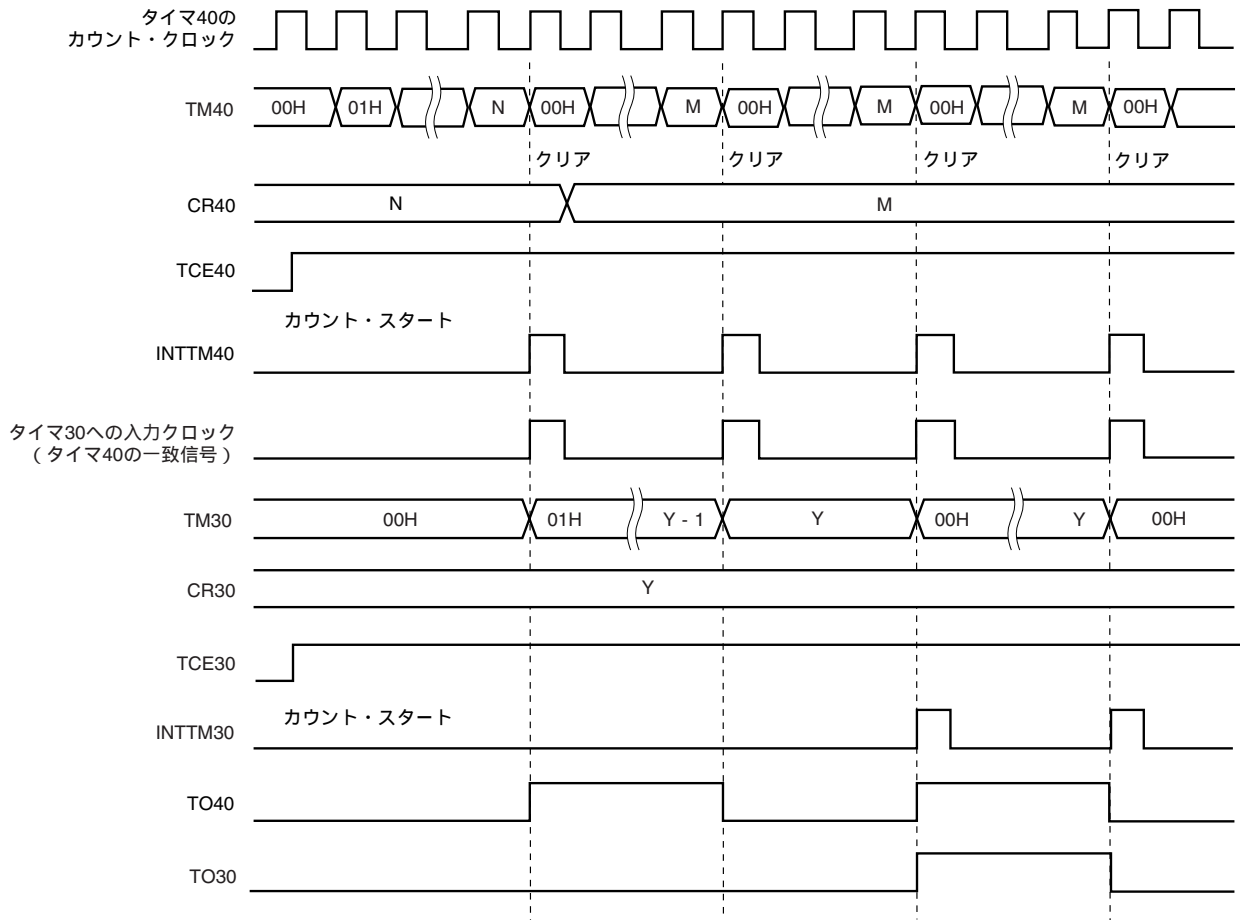 タイマ40の
カウント・クロック
TM40 00H 01H N 00H M 00H M 00H M 00H
クリア クリア クリア クリア
CR40 N M
TCE40
カウント・スタート
INTTM40
タイマ30への入力クロック
(タイマ40の一致信号)
TM30 00H 01H Y - 1 Y 00H Y 00H
CR30 Y
TCE30
カウント・スタート
INTTM30
TO40
TO30